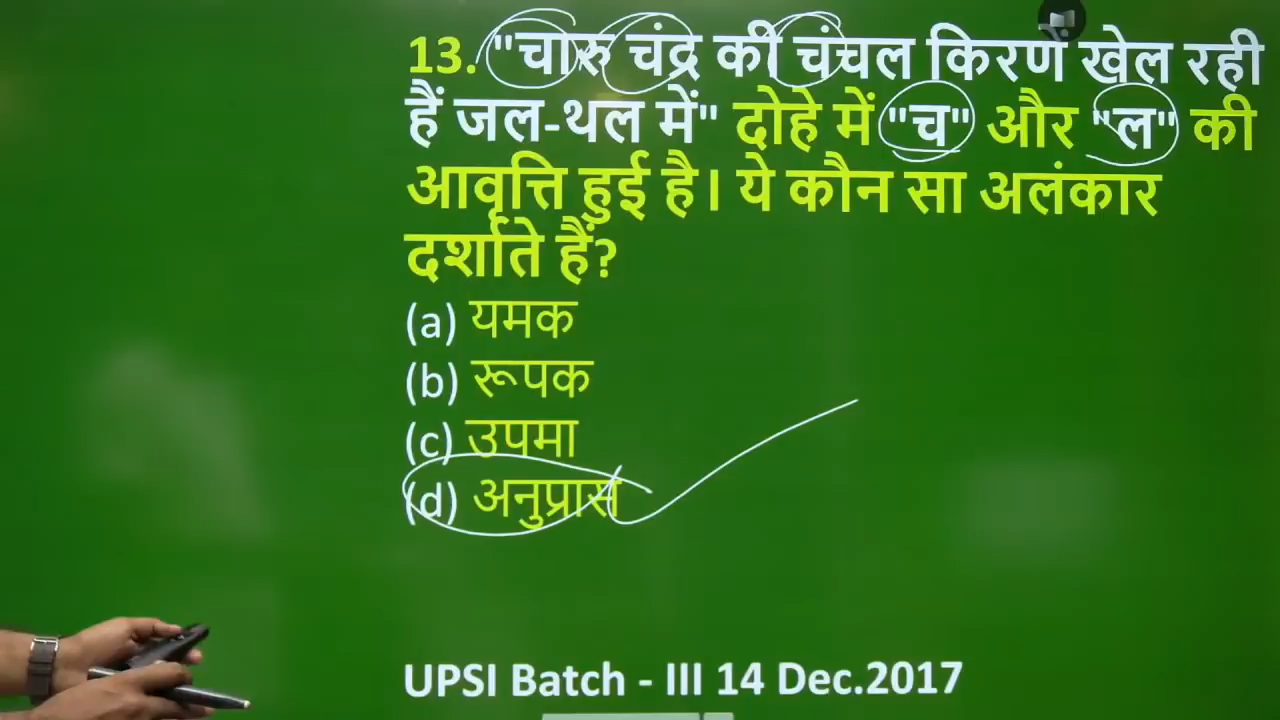 13. "चारु चंद्र की चंचल किरणें खेल रही
हैं जल-थल में" दोहे में "च" और "ल" की
आवृत्ति हुई है। ये कौन सा अलंकार
दर्शाते हैं?
(a) यमक
(b) रूपक
(c) उपमा
(d) अनुप्रास
UPSI Batch - III 14 Dec.2017